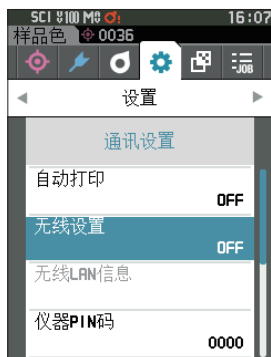 SCI 100 M0 16:07
样品色 0036
-JOB
设置
通讯设置
自动打印
OFF
无线设置
OFF
无线LAN信息
仪器PIN码
0000